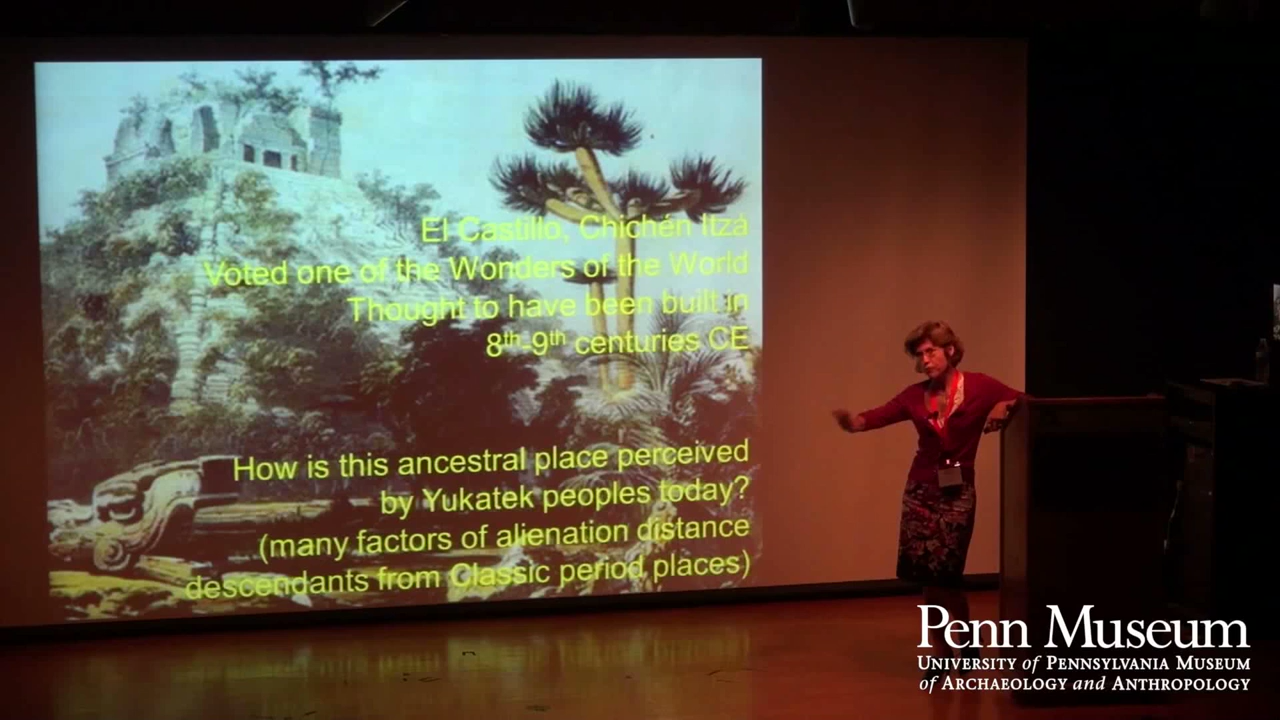 El Castillo, Chichén Itzá
Voted one of the Wonders of the World
Thought to have been built in
8th-9th centuries CE
How is this ancestral place perceived
by Yukatek peoples today?
(many factors of alienation distance
descendants from Classic period places)
Penn Museum
University of Pennsylvania Museum
of Archaeology and Anthropology